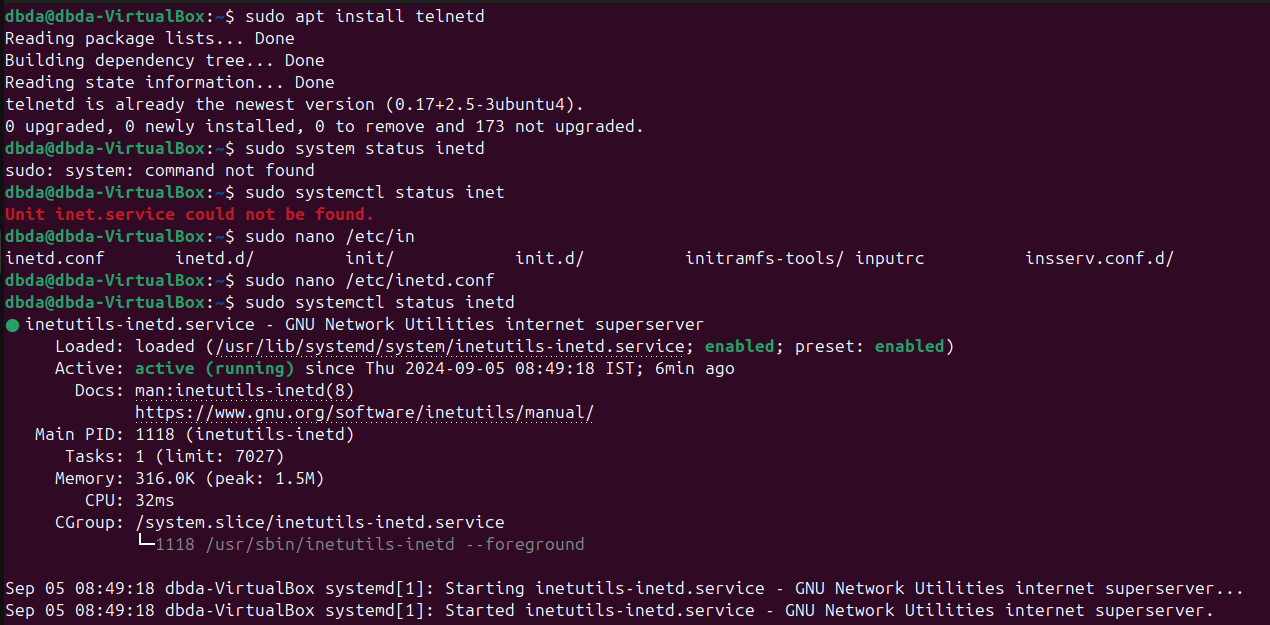 dbda@dbda-VirtualBox:~$ sudo apt install telnetd
Reading package lists... Done
Building dependency tree... Done
Reading state information... Done
telnetd is already the newest version (0.17+2.5-3ubuntu4).
0 upgraded, 0 newly installed, 0 to remove and 173 not upgraded.
dbda@dbda-VirtualBox:~$ sudo system status inetd
sudo: system: command not found
dbda@dbda-VirtualBox:~$ sudo systemctl status inet
Unit inet.service could not be found.
dbda@dbda-VirtualBox:~$ sudo nano /etc/in
inetd.conf       inetd.d/         init/            init.d/          initramfs-tools/ inputrc          insserv.conf.d/
dbda@dbda-VirtualBox:~$ sudo nano /etc/inetd.conf
dbda@dbda-VirtualBox:~$ sudo systemctl status inetd
● inetutils-inetd.service - GNU Network Utilities internet superserver
     Loaded: loaded (/usr/lib/systemd/system/inetutils-inetd.service; enabled; preset: enabled)
     Active: active (running) since Thu 2024-09-05 08:49:18 IST; 6min ago
       Docs: man:inetutils-inetd(8)
             https://www.gnu.org/software/inetutils/manual/
   Main PID: 1118 (inetutils-inetd)
      Tasks: 1 (limit: 7027)
     Memory: 316.0K (peak: 1.5M)
        CPU: 32ms
     CGroup: /system.slice/inetutils-inetd.service
             └─1118 /usr/sbin/inetutils-inetd --foreground

Sep 05 08:49:18 dbda-VirtualBox systemd[1]: Starting inetutils-inetd.service - GNU Network Utilities internet superserver...
Sep 05 08:49:18 dbda-VirtualBox systemd[1]: Started inetutils-inetd.service - GNU Network Utilities internet superserver.